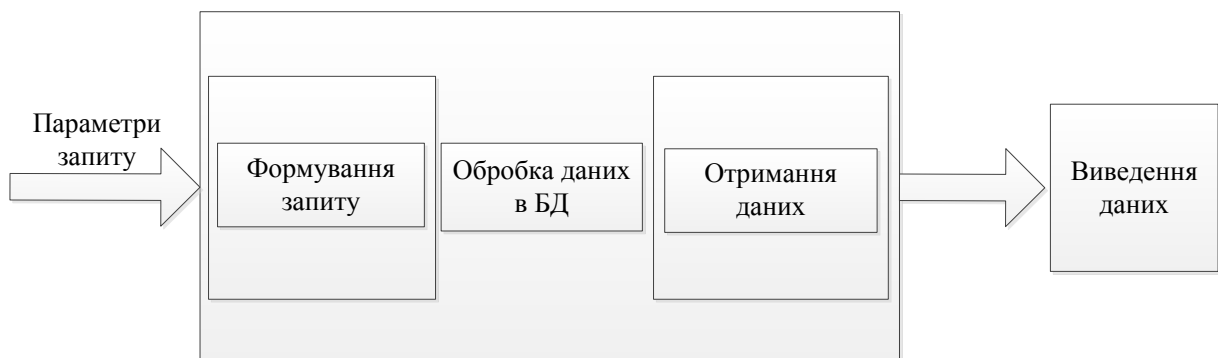 Параметри
запиту
Формування
запиту
Обробка даних
в БД
Отримання
даних
Виведення
даних